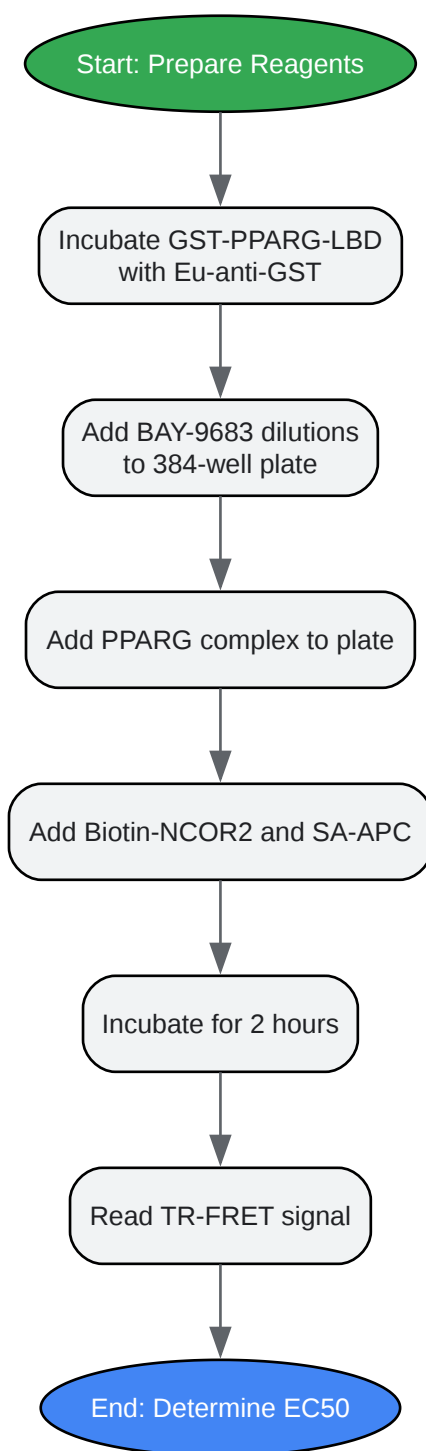 Start: Prepare Reagents
Incubate GST-PPARG-LBD
with Eu-anti-GST
Add BAY-9683 dilutions
to 384-well plate
Add PPARG complex to plate
Add Biotin-NCOR2 and SA-APC
Incubate for 2 hours
Read TR-FRET signal
End: Determine EC50